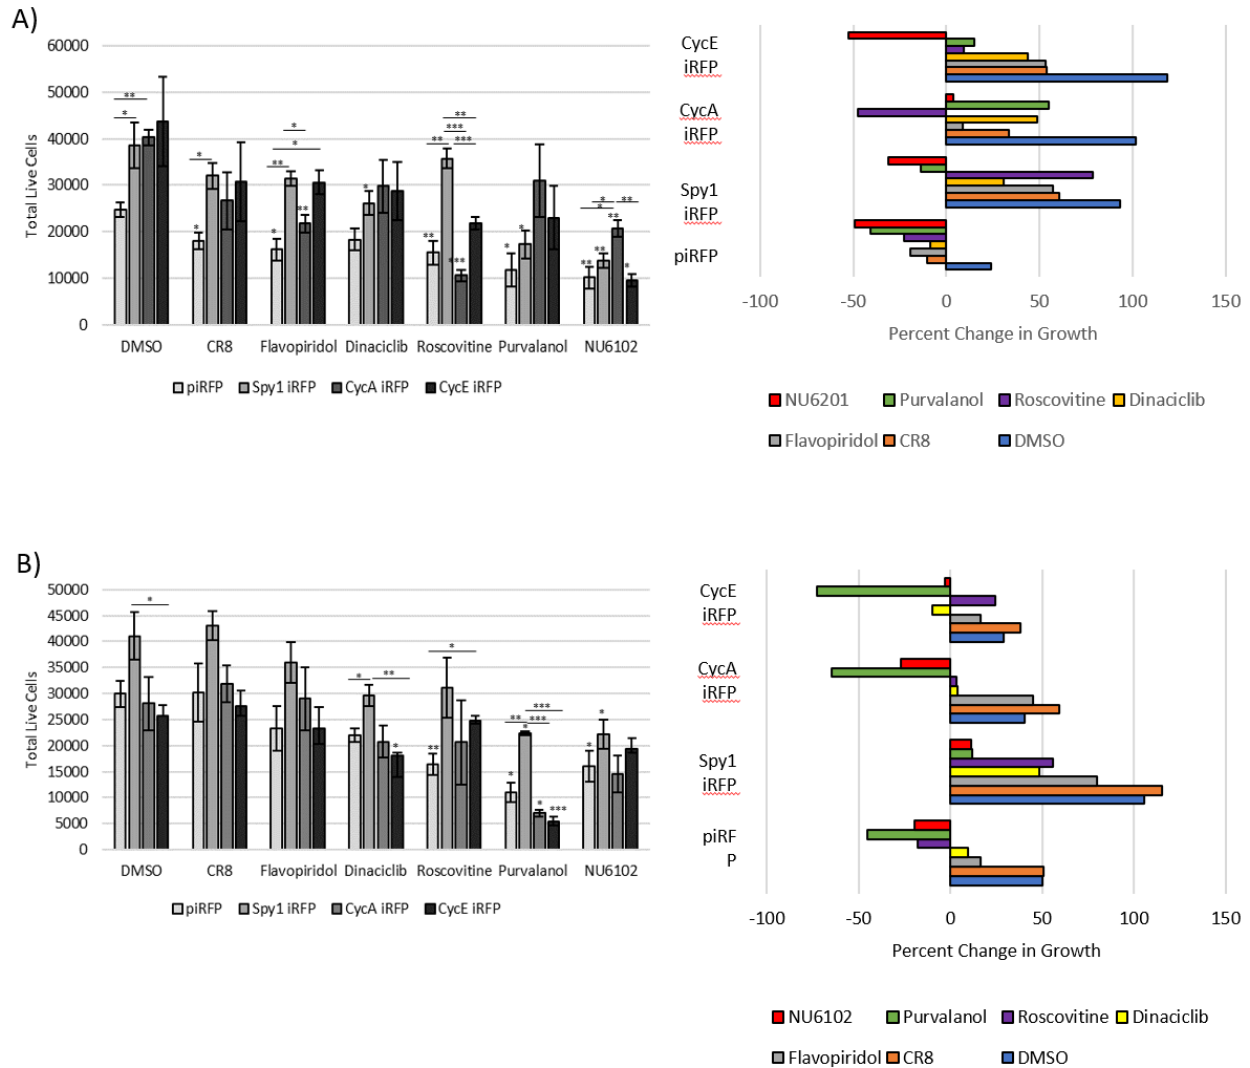 A)
Total Live Cells
60000
50000
40000
30000
20000
10000
0
** * * * ** * * ** * ** * ** ** *** *** ** *** * * * * ** ** ** ** *
DMSO CR8 Flavopiridol Dinaciclib Roscovitine Purvalanol NU6102
piRFP Spy1 iRFP CycA iRFP CycE iRFP
CycE
iRFP
CycA
iRFP
Spy1
iRFP
piRFP
-100 -50 0 50 100 150
Percent Change in Growth
NU6201 Purvalanol Roscovitine Dinaciclib
Flavopiridol CR8 DMSO
B)
Total Live Cells
50000
45000
40000
35000
30000
25000
20000
15000
10000
5000
0
* * ** * * ** * ** *** *** * * *** * *
DMSO CR8 Flavopiridol Dinaciclib Roscovitine Purvalanol NU6102
piRFP Spy1 iRFP CycA iRFP CycE iRFP
CycE
iRFP
CycA
iRFP
Spy1
iRFP
piRF
P
-100 -50 0 50 100 150
Percent Change in Growth
NU6102 Purvalanol Roscovitine Dinaciclib
Flavopiridol CR8 DMSO